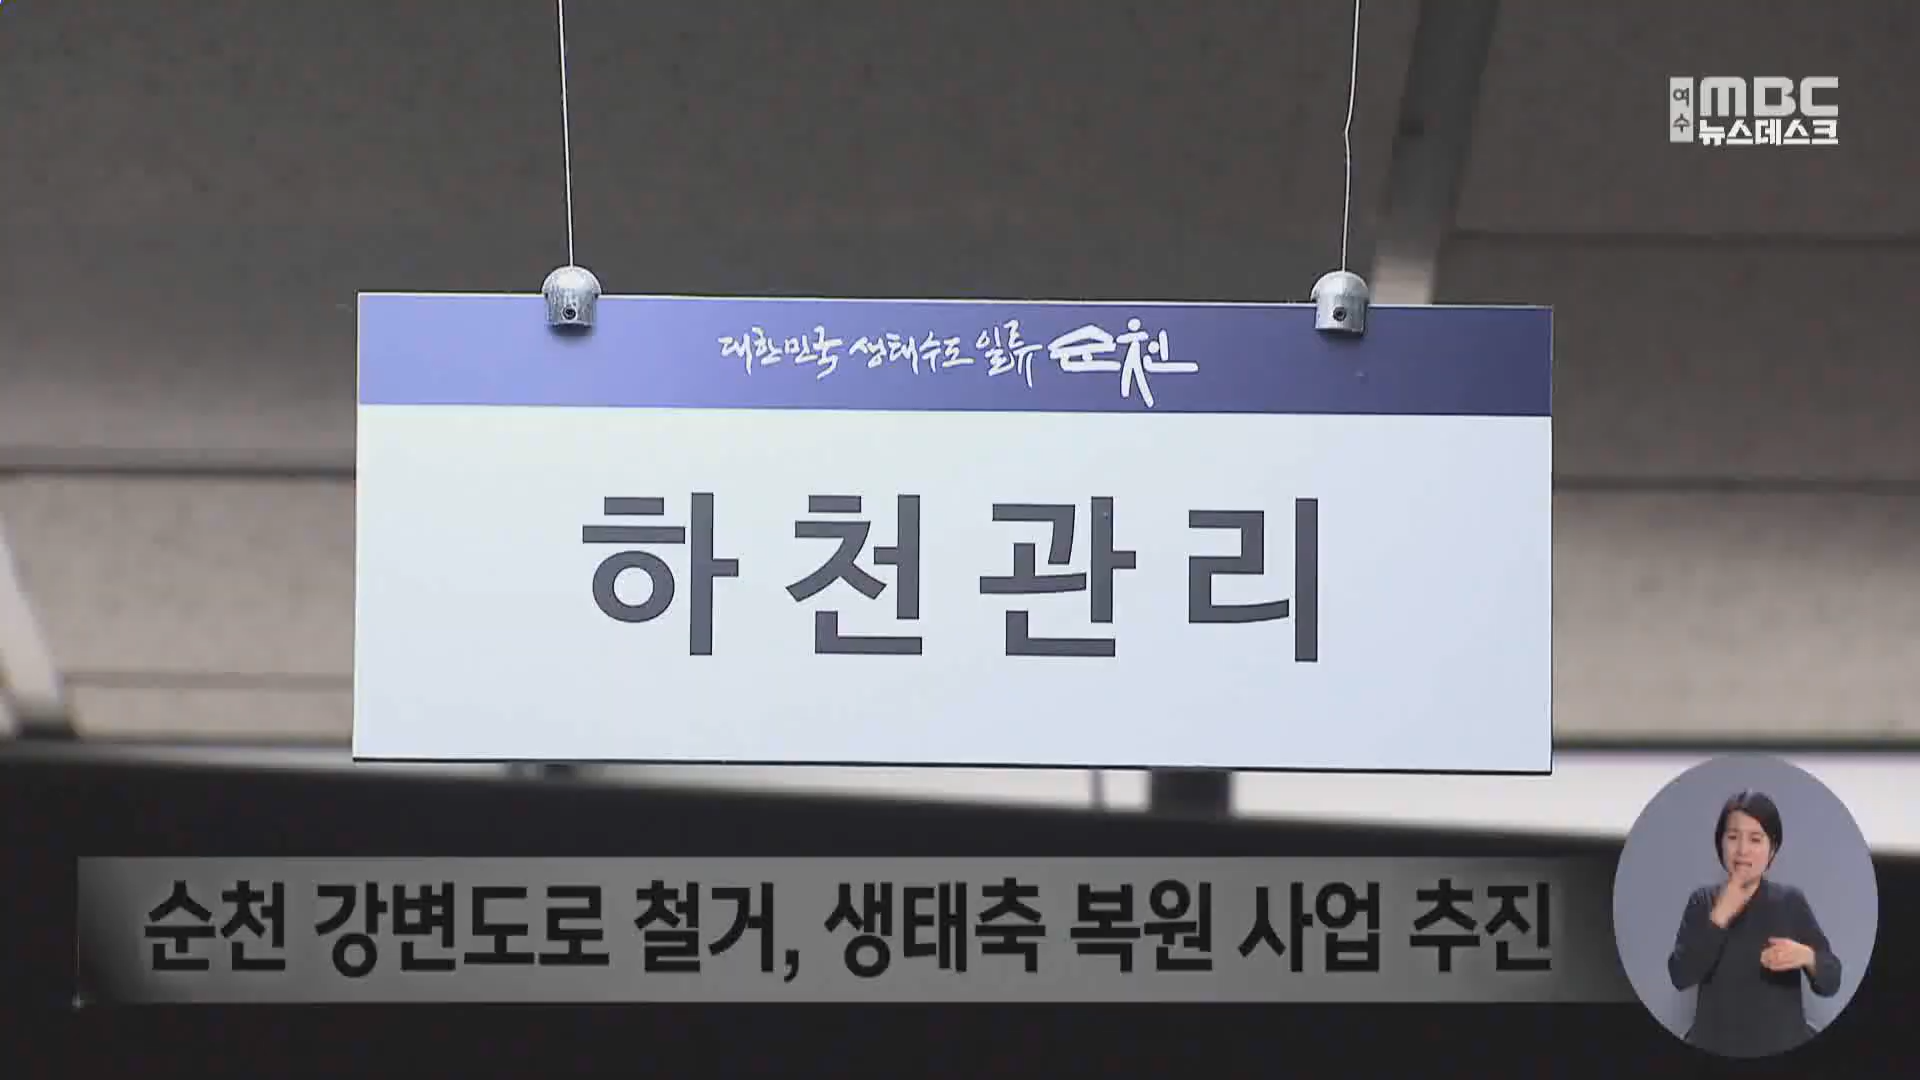 여수
MBC
뉴스데스크
대한민국 생태수도 일류 순천
하천관리
순천 강변도로 철거, 생태축 복원 사업 추진